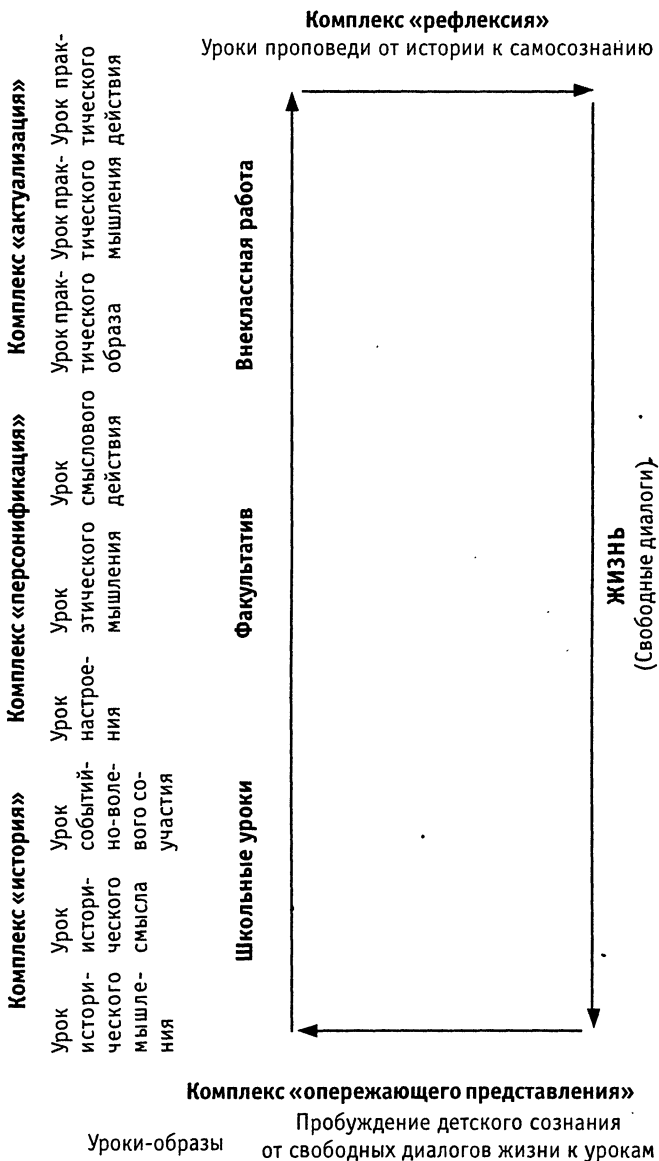 Комплекс «рефлексия»
Уроки проповеди от истории к самосознанию
Комплекс «история»
Комплекс «персонификация»
Комплекс «актуализация»
Урок
истори-
ческого
мышле-
ния
Урок
истори-
ческого
смысла
Урок
событий-
но-воле-
вого со-
участия
Урок
настрое-
ния
Урок
этического
мышления
Урок
смыслового
действия
Урок прак-
тического
образа
Урок прак-
тического
мышления
Урок прак-
тического
действия
Школьные уроки
Факультатив
Внеклассная работа
ЖИЗНЬ
(Свободные диалоги)
Комплекс «опережающего представления»
Уроки-образы
Пробуждение детского сознания
от свободных диалогов жизни к урокам